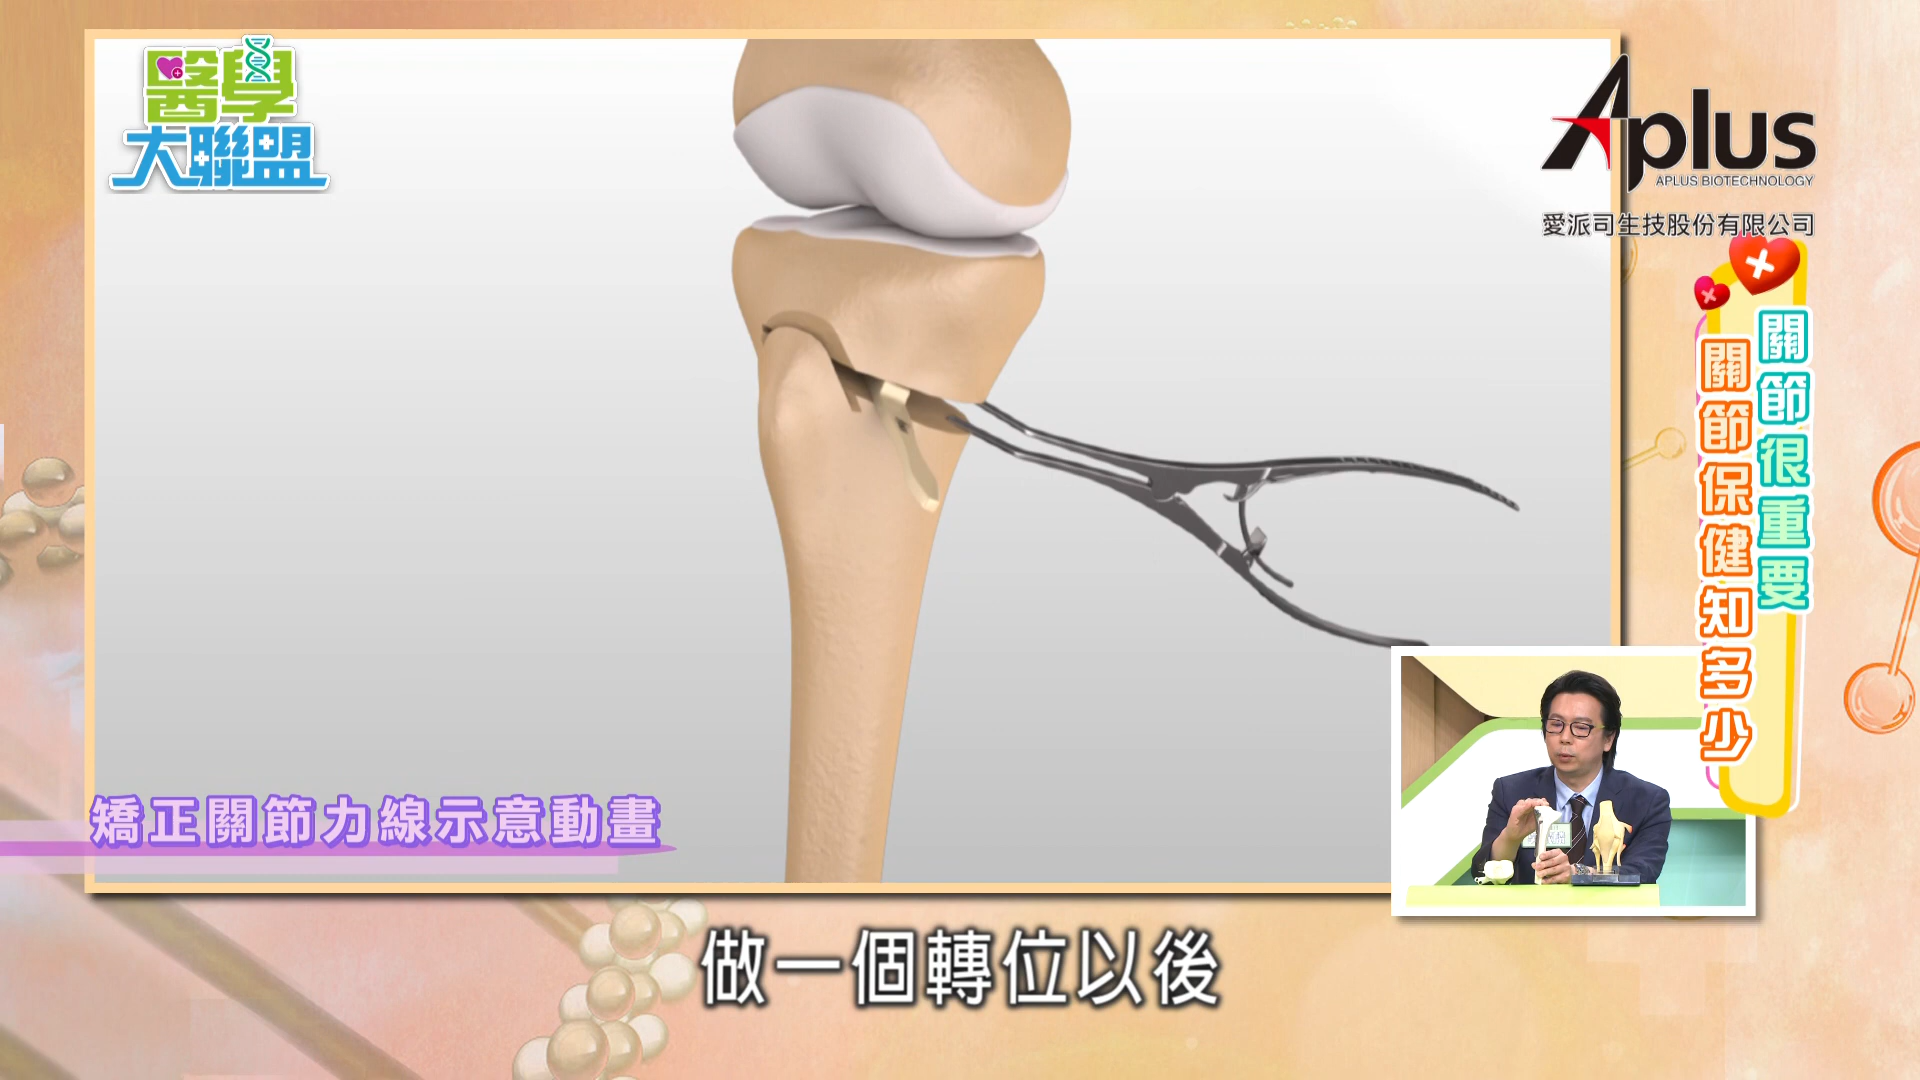 醫學
大聯盟
Aplus
APLUS BIOTECHNOLOGY
愛派司生技股份有限公司
關節很重要
關節保健知多少
矯正關節力線示意動畫
做一個轉位以後